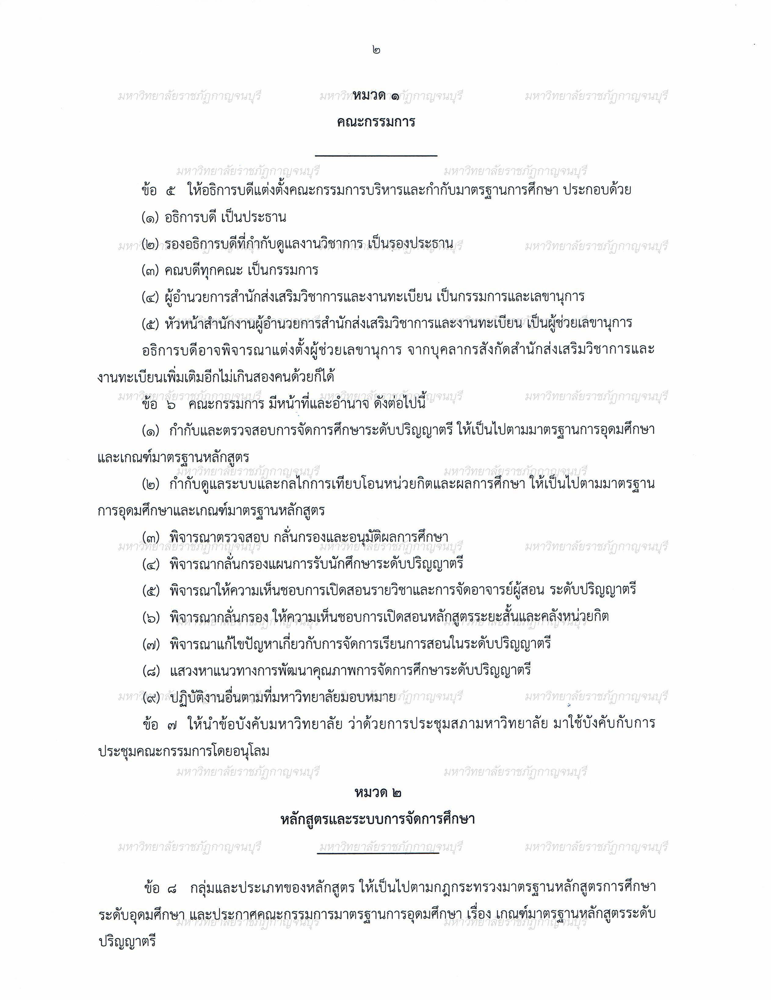 ๒
หมวด ๑
คณะกรรมการ
ข้อ ๕ ให้อธิการบดีแต่งตั้งคณะกรรมการบริหารและกำกับมาตรฐานการศึกษา ประกอบด้วย
(๑) อธิการบดี เป็นประธาน
(๒) รองอธิการบดีที่กำกับดูแลงานวิชาการ เป็นรองประธาน
(๓) คณบดีทุกคณะ เป็นกรรมการ
(๔) ผู้อำนวยการสำนักส่งเสริมวิชาการและงานทะเบียน เป็นกรรมการและเลขานุการ
(๕) หัวหน้าสำนักงานผู้อำนวยการสำนักส่งเสริมวิชาการและงานทะเบียน เป็นผู้ช่วยเลขานุการ
อธิการบดีอาจพิจารณาแต่งตั้งผู้ช่วยเลขานุการ จากบุคลากรสังกัดสำนักส่งเสริมวิชาการและ
งานทะเบียนเพิ่มเติมอีกไม่เกินสองคนด้วยก็ได้
ข้อ ๖ คณะกรรมการ มีหน้าที่และอำนาจ ดังต่อไปนี้
(๑) กำกับและตรวจสอบการจัดการศึกษาระดับปริญญาตรี ให้เป็นไปตามมาตรฐานการอุดมศึกษา
และเกณฑ์มาตรฐานหลักสูตร
(๒) กำกับดูแลระบบและกลไกการเทียบโอนหน่วยกิตและผลการศึกษา ให้เป็นไปตามมาตรฐาน
การอุดมศึกษาและเกณฑ์มาตรฐานหลักสูตร
(๓) พิจารณาตรวจสอบ กลั่นกรองและอนุมัติผลการศึกษา
(๔) พิจารณากลั่นกรองแผนการรับนักศึกษาระดับปริญญาตรี
(๕) พิจารณาให้ความเห็นชอบการเปิดสอนรายวิชาและการจัดอาจารย์ผู้สอน ระดับปริญญาตรี
(๖) พิจารณากลั่นกรอง ให้ความเห็นชอบการเปิดสอนหลักสูตรระยะสั้นและคลังหน่วยกิต
(๗) พิจารณาแก้ไขปัญหาเกี่ยวกับการจัดการเรียนการสอนในระดับปริญญาตรี
(๘) แสวงหาแนวทางการพัฒนาคุณภาพการจัดการศึกษาระดับปริญญาตรี
(๙) ปฏิบัติงานอื่นตามที่มหาวิทยาลัยมอบหมาย
ข้อ ๗ ให้นำข้อบังคับมหาวิทยาลัย ว่าด้วยการประชุมสภามหาวิทยาลัย มาใช้บังคับกับการ
ประชุมคณะกรรมการโดยอนุโลม
หมวด ๒
หลักสูตรและระบบการจัดการศึกษา
ข้อ ๘ กลุ่มและประเภทของหลักสูตร ให้เป็นไปตามกฎกระทรวงมาตรฐานหลักสูตรการศึกษา
ระดับอุดมศึกษา และประกาศคณะกรรมการมาตรฐานการอุดมศึกษา เรื่อง เกณฑ์มาตรฐานหลักสูตรระดับ
ปริญญาตรี
มหาวิทยาลัยราชภัฏกาญจนบุรี